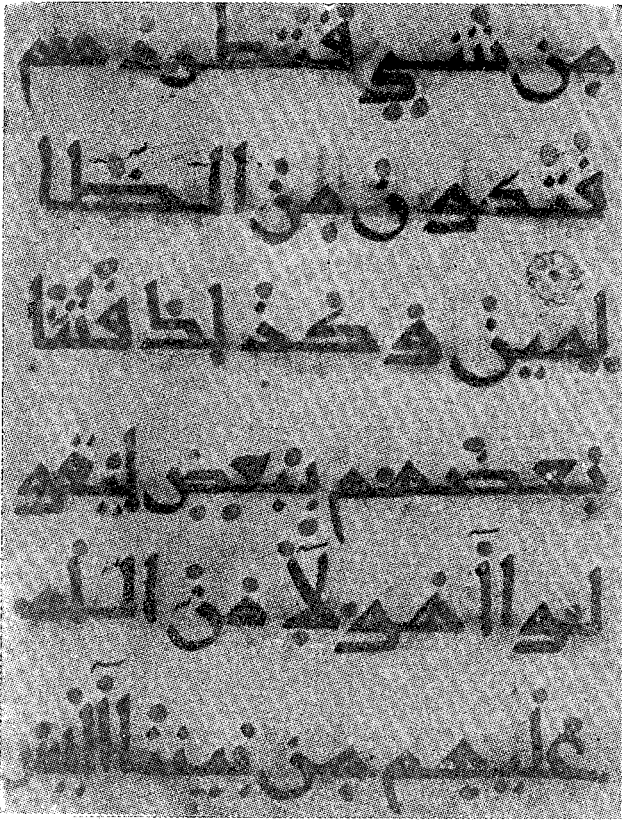 من شي فتطردهم
فتكون من الظا
لمين وكذلك فتنا
بعضهم ببعض ليقو
لوا أهولا من الله
عليهم من بيننا أليس